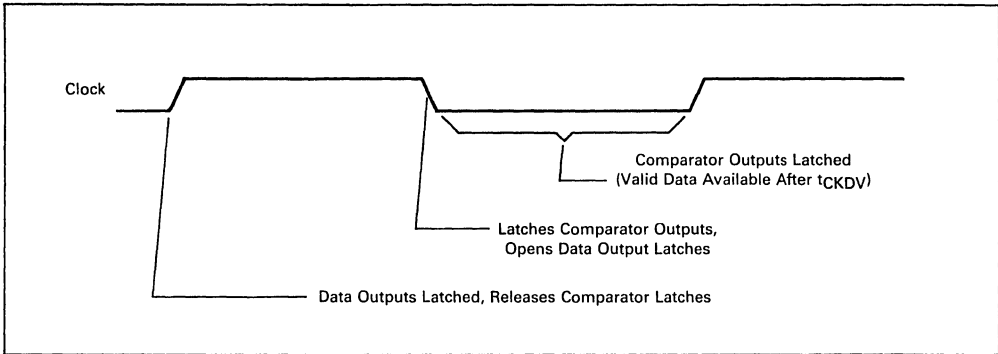 Clock
Comparator Outputs Latched
(Valid Data Available After tCKDV)
Latches Comparator Outputs,
Opens Data Output Latches
Data Outputs Latched, Releases Comparator Latches